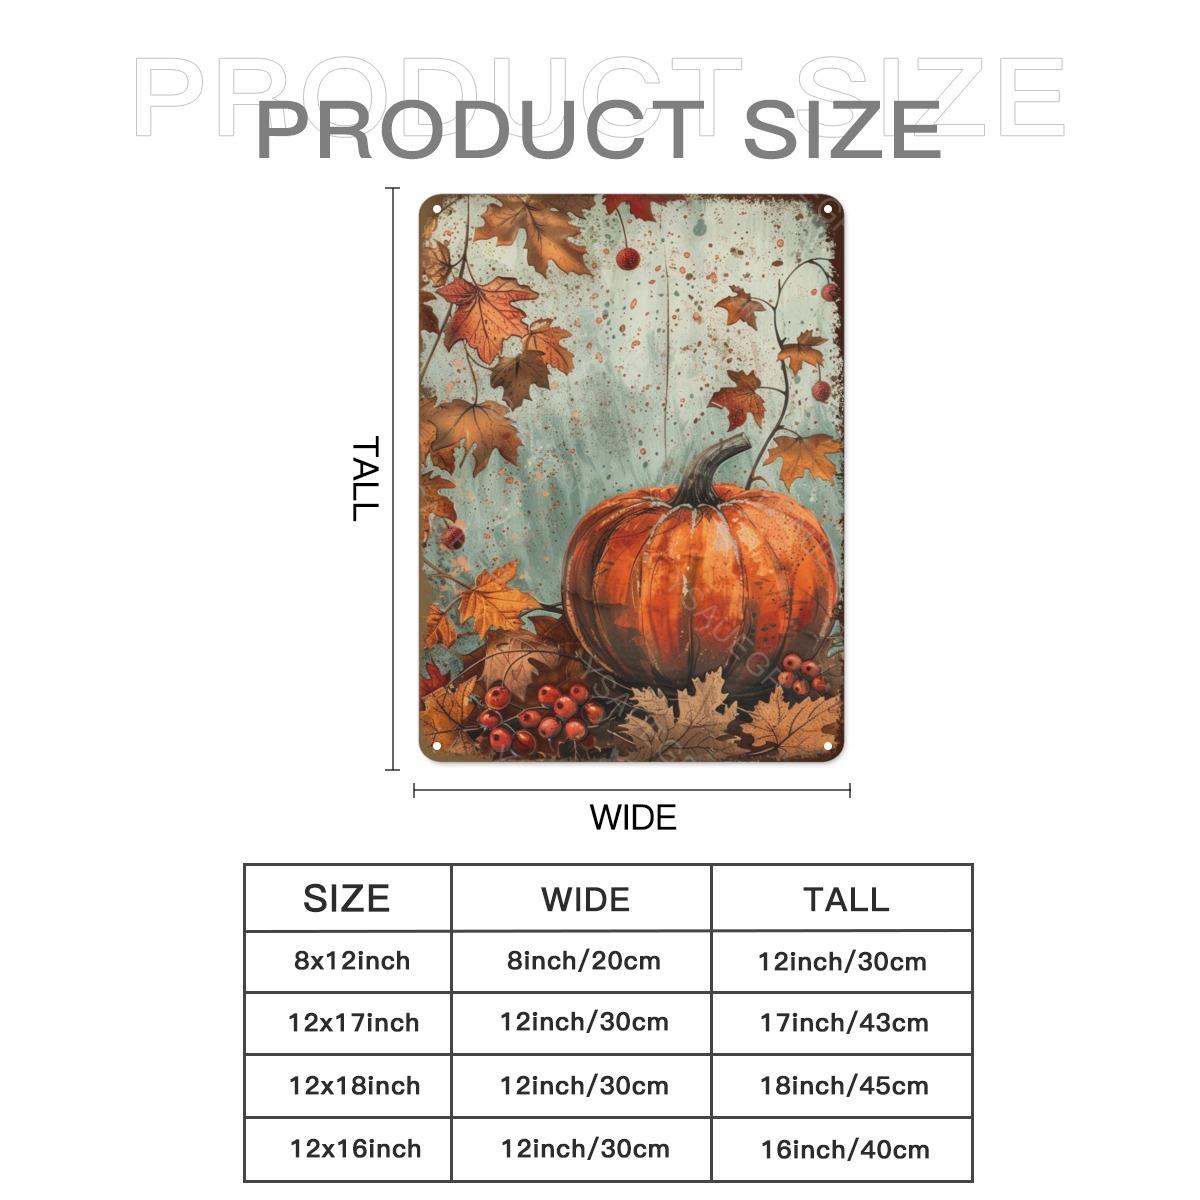 PRODUCT SIZE
PRODUCT SIZE
TALL
WIDE
SIZE WIDE TALL
8x12inch 8inch/20cm 12inch/30cm
12x17inch 12inch/30cm 17inch/43cm
12x18inch 12inch/30cm 18inch/45cm
12x16inch 12inch/30cm 16inch/40cm